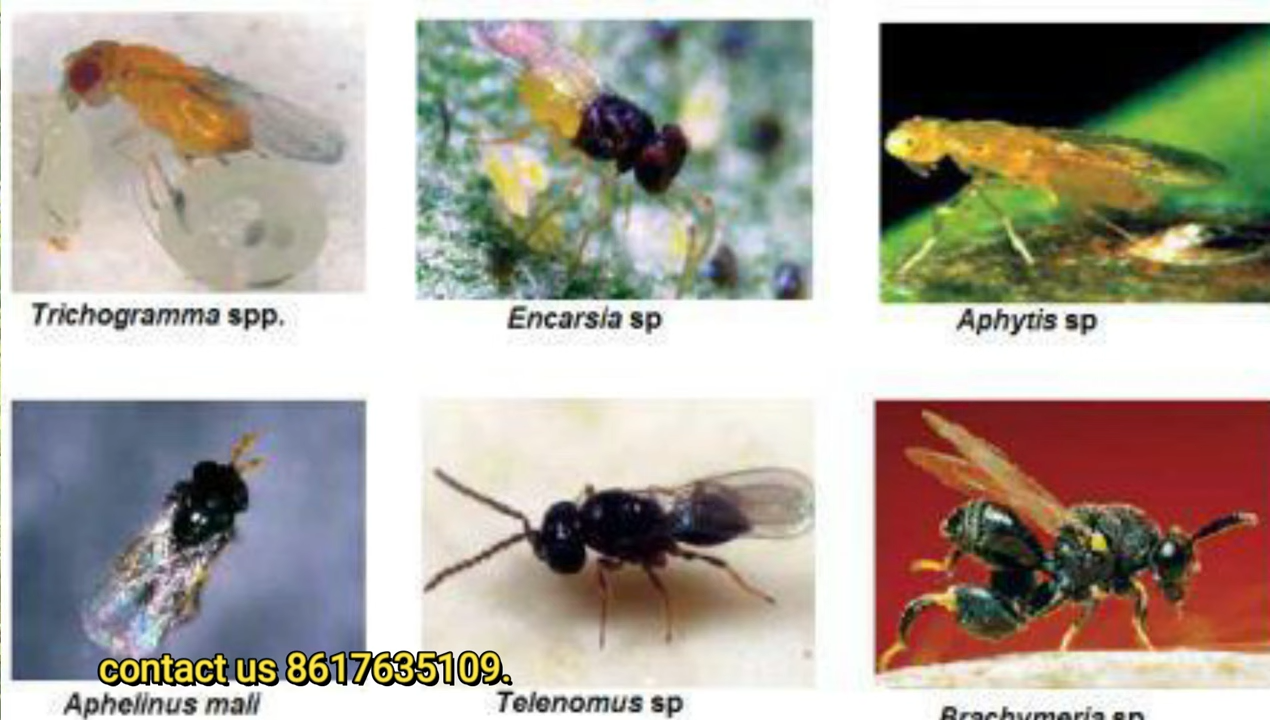 Trichogramma spp.
Encarsia sp
Aphytis sp
contact us 8617635109.
Aphelinus mali
Telenomus sp
Brachymeria sp